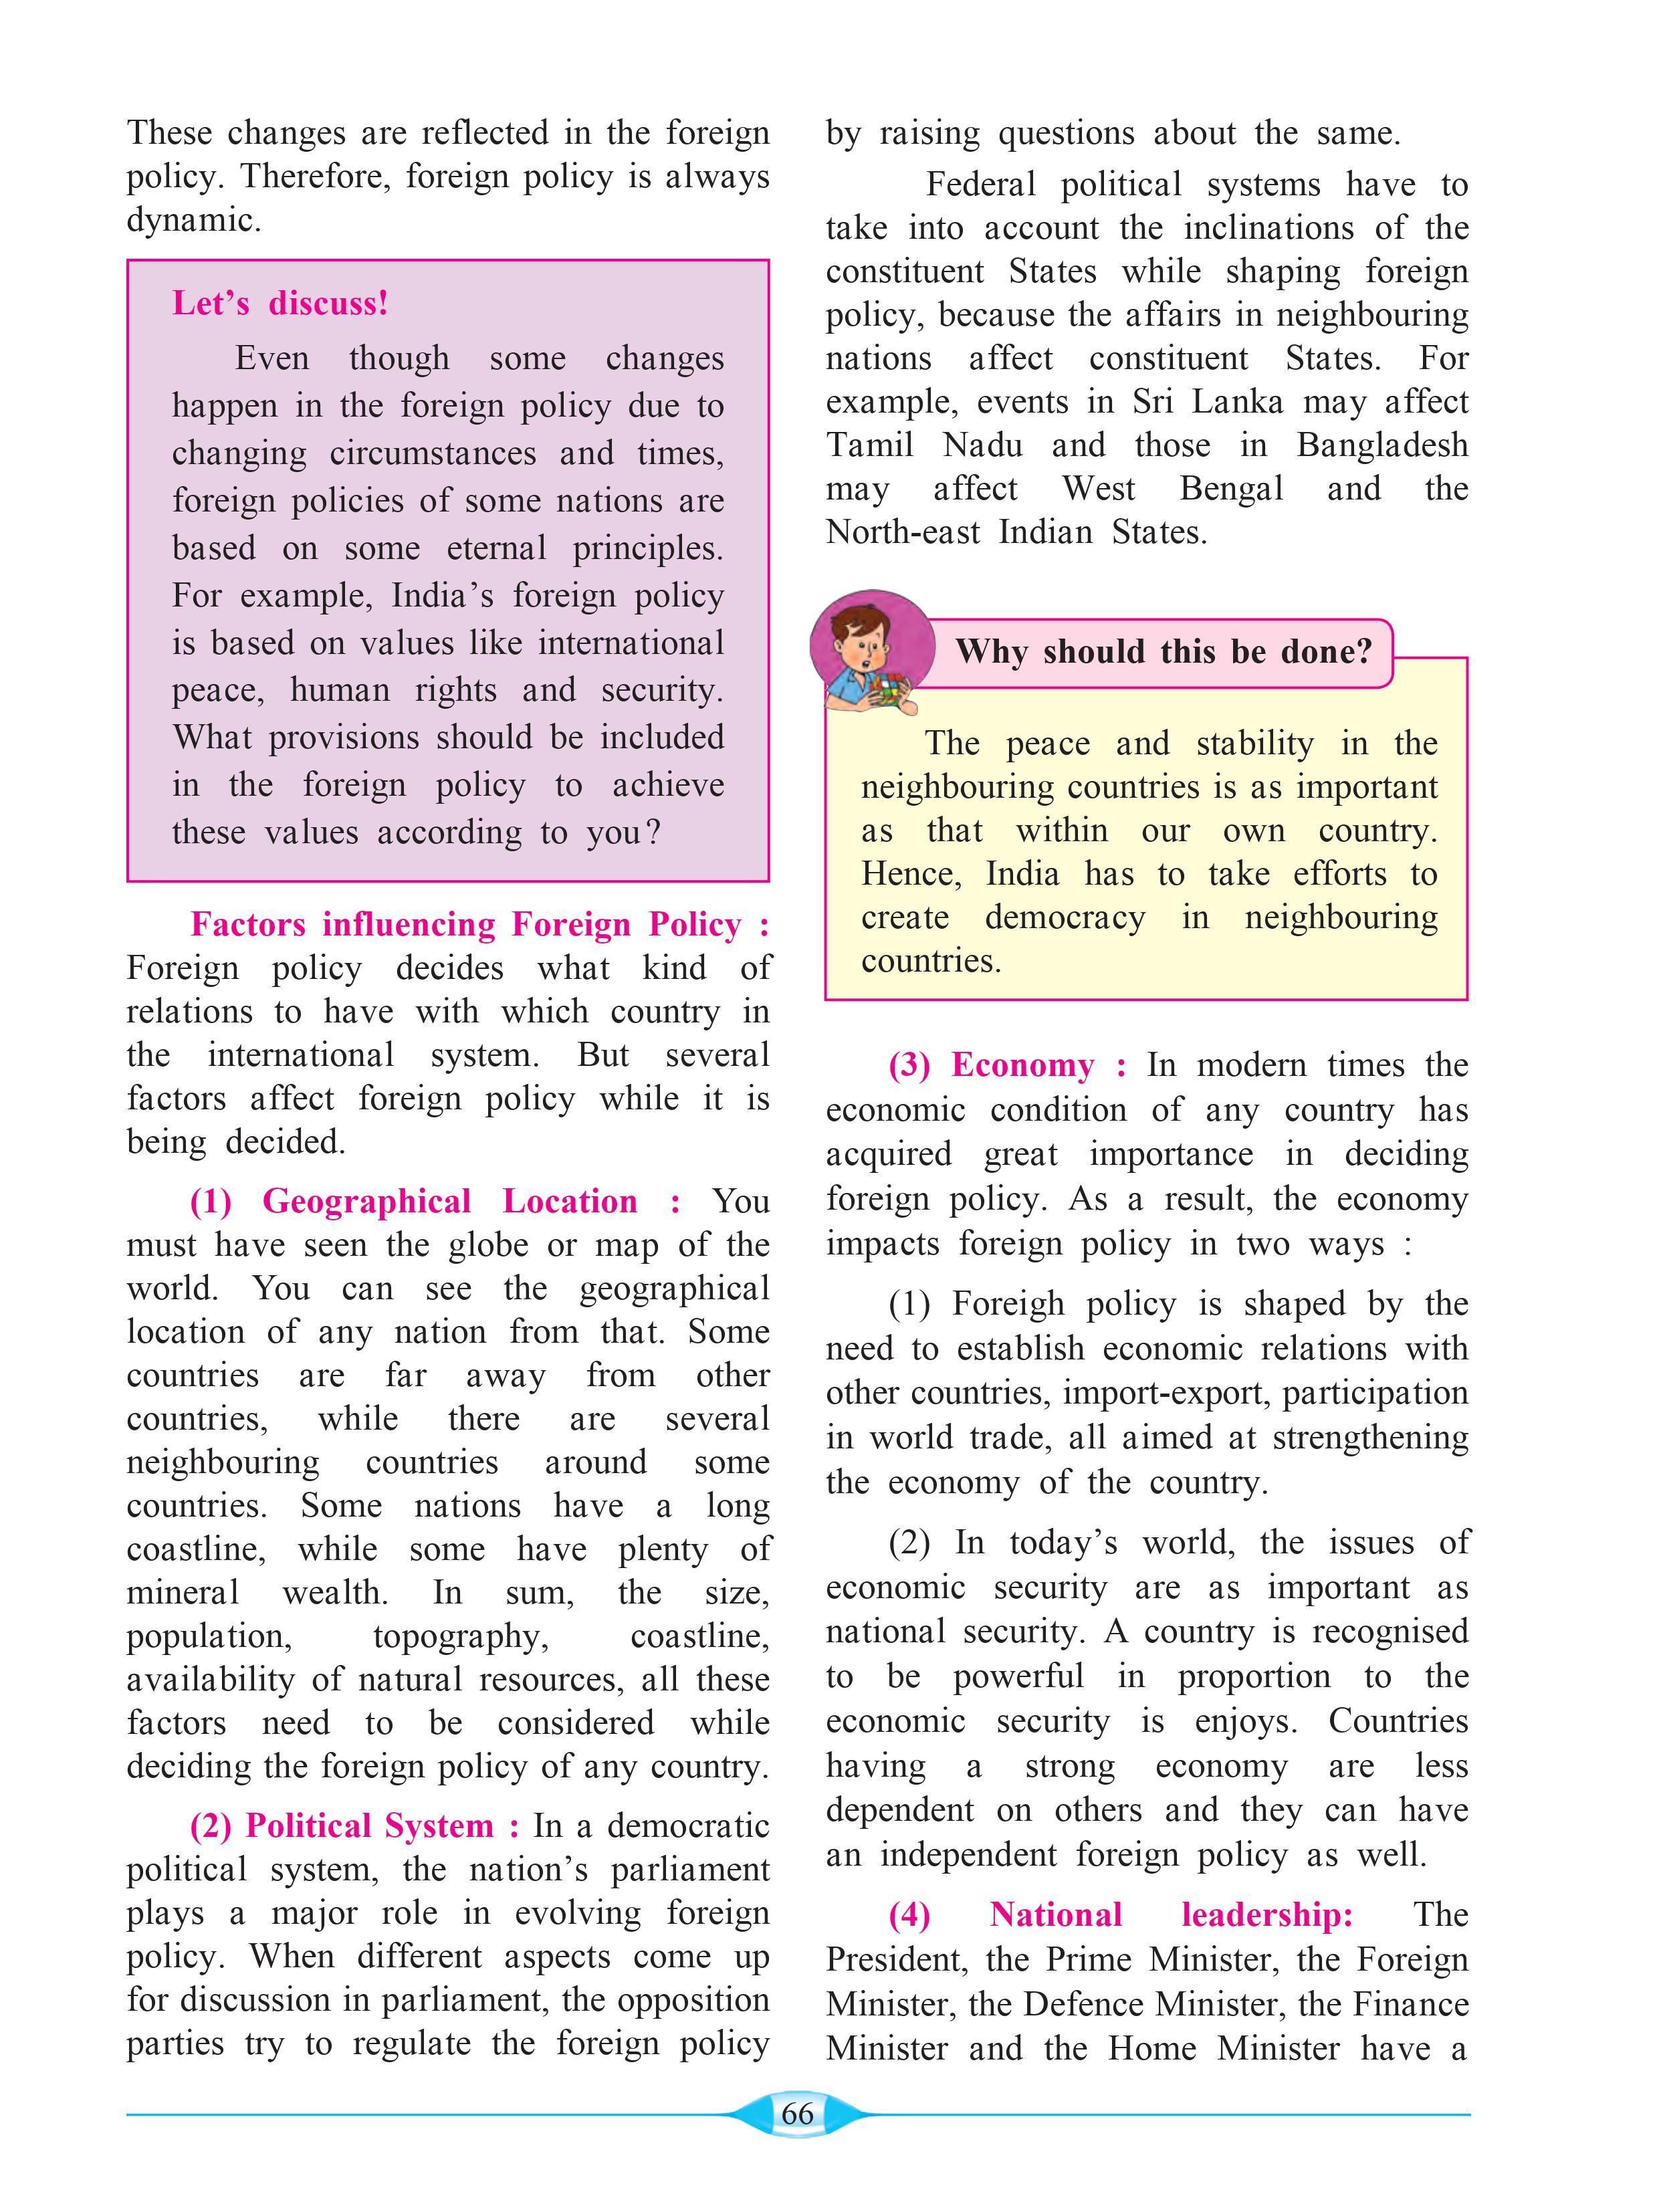 These changes are reflected in the foreign
policy. Therefore, foreign policy is always
dynamic.
Let’s discuss!
Even though some changes
happen in the foreign policy due to
changing circumstances and times,
foreign policies of some nations are
based on some eternal principles.
For example, India’s foreign policy
is based on values like international
peace, human rights and security.
What provisions should be included
in the foreign policy to achieve
these values according to you?
Factors influencing Foreign Policy :
Foreign policy decides what kind of
relations to have with which country in
the international system. But several
factors affect foreign policy while it is
being decided.
(1) Geographical Location : You
must have seen the globe or map of the
world. You can see the geographical
location of any nation from that. Some
countries are far away from other
countries, while there are several
neighbouring countries around some
countries. Some nations have a long
coastline, while some have plenty of
mineral wealth. In sum, the size,
population, topography, coastline,
availability of natural resources, all these
factors need to be considered while
deciding the foreign policy of any country.
(2) Political System : In a democratic
political system, the nation’s parliament
plays a major role in evolving foreign
policy. When different aspects come up
for discussion in parliament, the opposition
parties try to regulate the foreign policy
by raising questions about the same.
Federal political systems have to
take into account the inclinations of the
constituent States while shaping foreign
policy, because the affairs in neighbouring
nations affect constituent States. For
example, events in Sri Lanka may affect
Tamil Nadu and those in Bangladesh
may affect West Bengal and the
North-east Indian States.
Why should this be done?
The peace and stability in the
neighbouring countries is as important
as that within our own country.
Hence, India has to take efforts to
create democracy in neighbouring
countries.
(3) Economy : In modern times the
economic condition of any country has
acquired great importance in deciding
foreign policy. As a result, the economy
impacts foreign policy in two ways :
(1) Foreigh policy is shaped by the
need to establish economic relations with
other countries, import-export, participation
in world trade, all aimed at strengthening
the economy of the country.
(2) In today’s world, the issues of
economic security are as important as
national security. A country is recognised
to be powerful in proportion to the
economic security is enjoys. Countries
having a strong economy are less
dependent on others and they can have
an independent foreign policy as well.
(4) National leadership: The
President, the Prime Minister, the Foreign
Minister, the Defence Minister, the Finance
Minister and the Home Minister have a
66